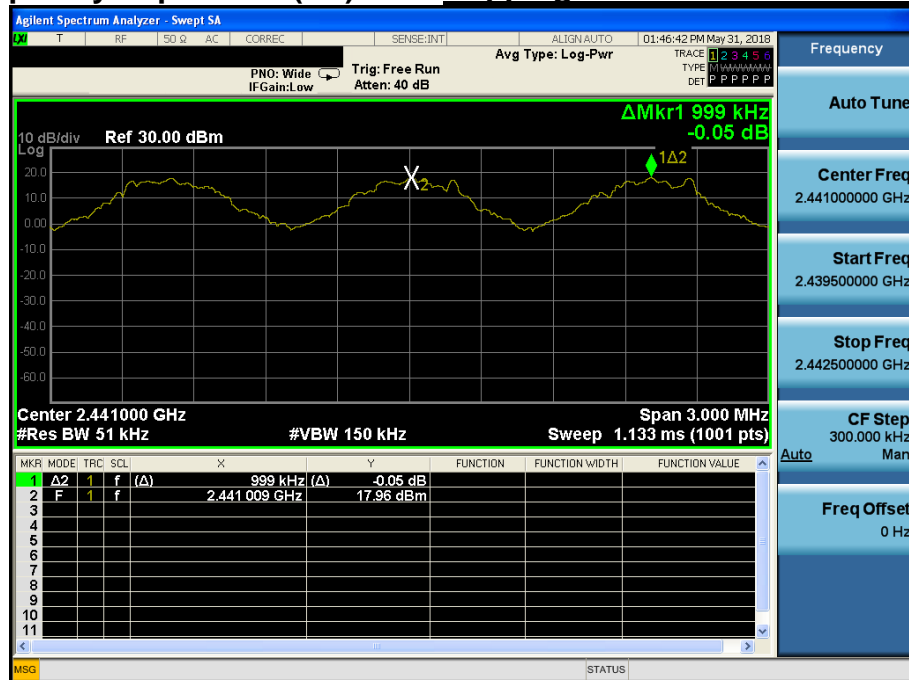 Agilent Spectrum Analyzer - Swept SA
LXI T RF 50 Ω AC CORREC SENSE:INT ALIGN AUTO 01:46:42 PM May 31, 2018
Frequency
Avg Type: Log-Pwr
TRACE 1 2 3 4 5 6
PNO: Wide
Trig: Free Run
TYPE M WWWWW
IFGain:Low
Atten: 40 dB
DET P P P P P P
Auto Tune
ΔMkr1 999 kHz
-0.05 dB
10 dB/div Ref 30.00 dBm
Log
1Δ2
20.0
X2
10.0
0.00
-10.0
-20.0
-30.0
-40.0
-50.0
-60.0
Center Freq
2.441000000 GHz
Start Freq
2.439500000 GHz
Stop Freq
2.442500000 GHz
Center 2.441000 GHz Span 3.000 MHz
#Res BW 51 kHz #VBW 150 kHz Sweep 1.133 ms (1001 pts)
CF Step
300.000 kHz
Auto Man
MKR MODE TRC SCL X Y FUNCTION FUNCTION WIDTH FUNCTION VALUE
1 Δ2 1 f (Δ) 999 kHz (Δ) -0.05 dB
2 F 1 f 2.441 009 GHz 17.96 dBm
3
4
5
6
7
8
9
10
11
Freq Offset
0 Hz
MSG STATUS